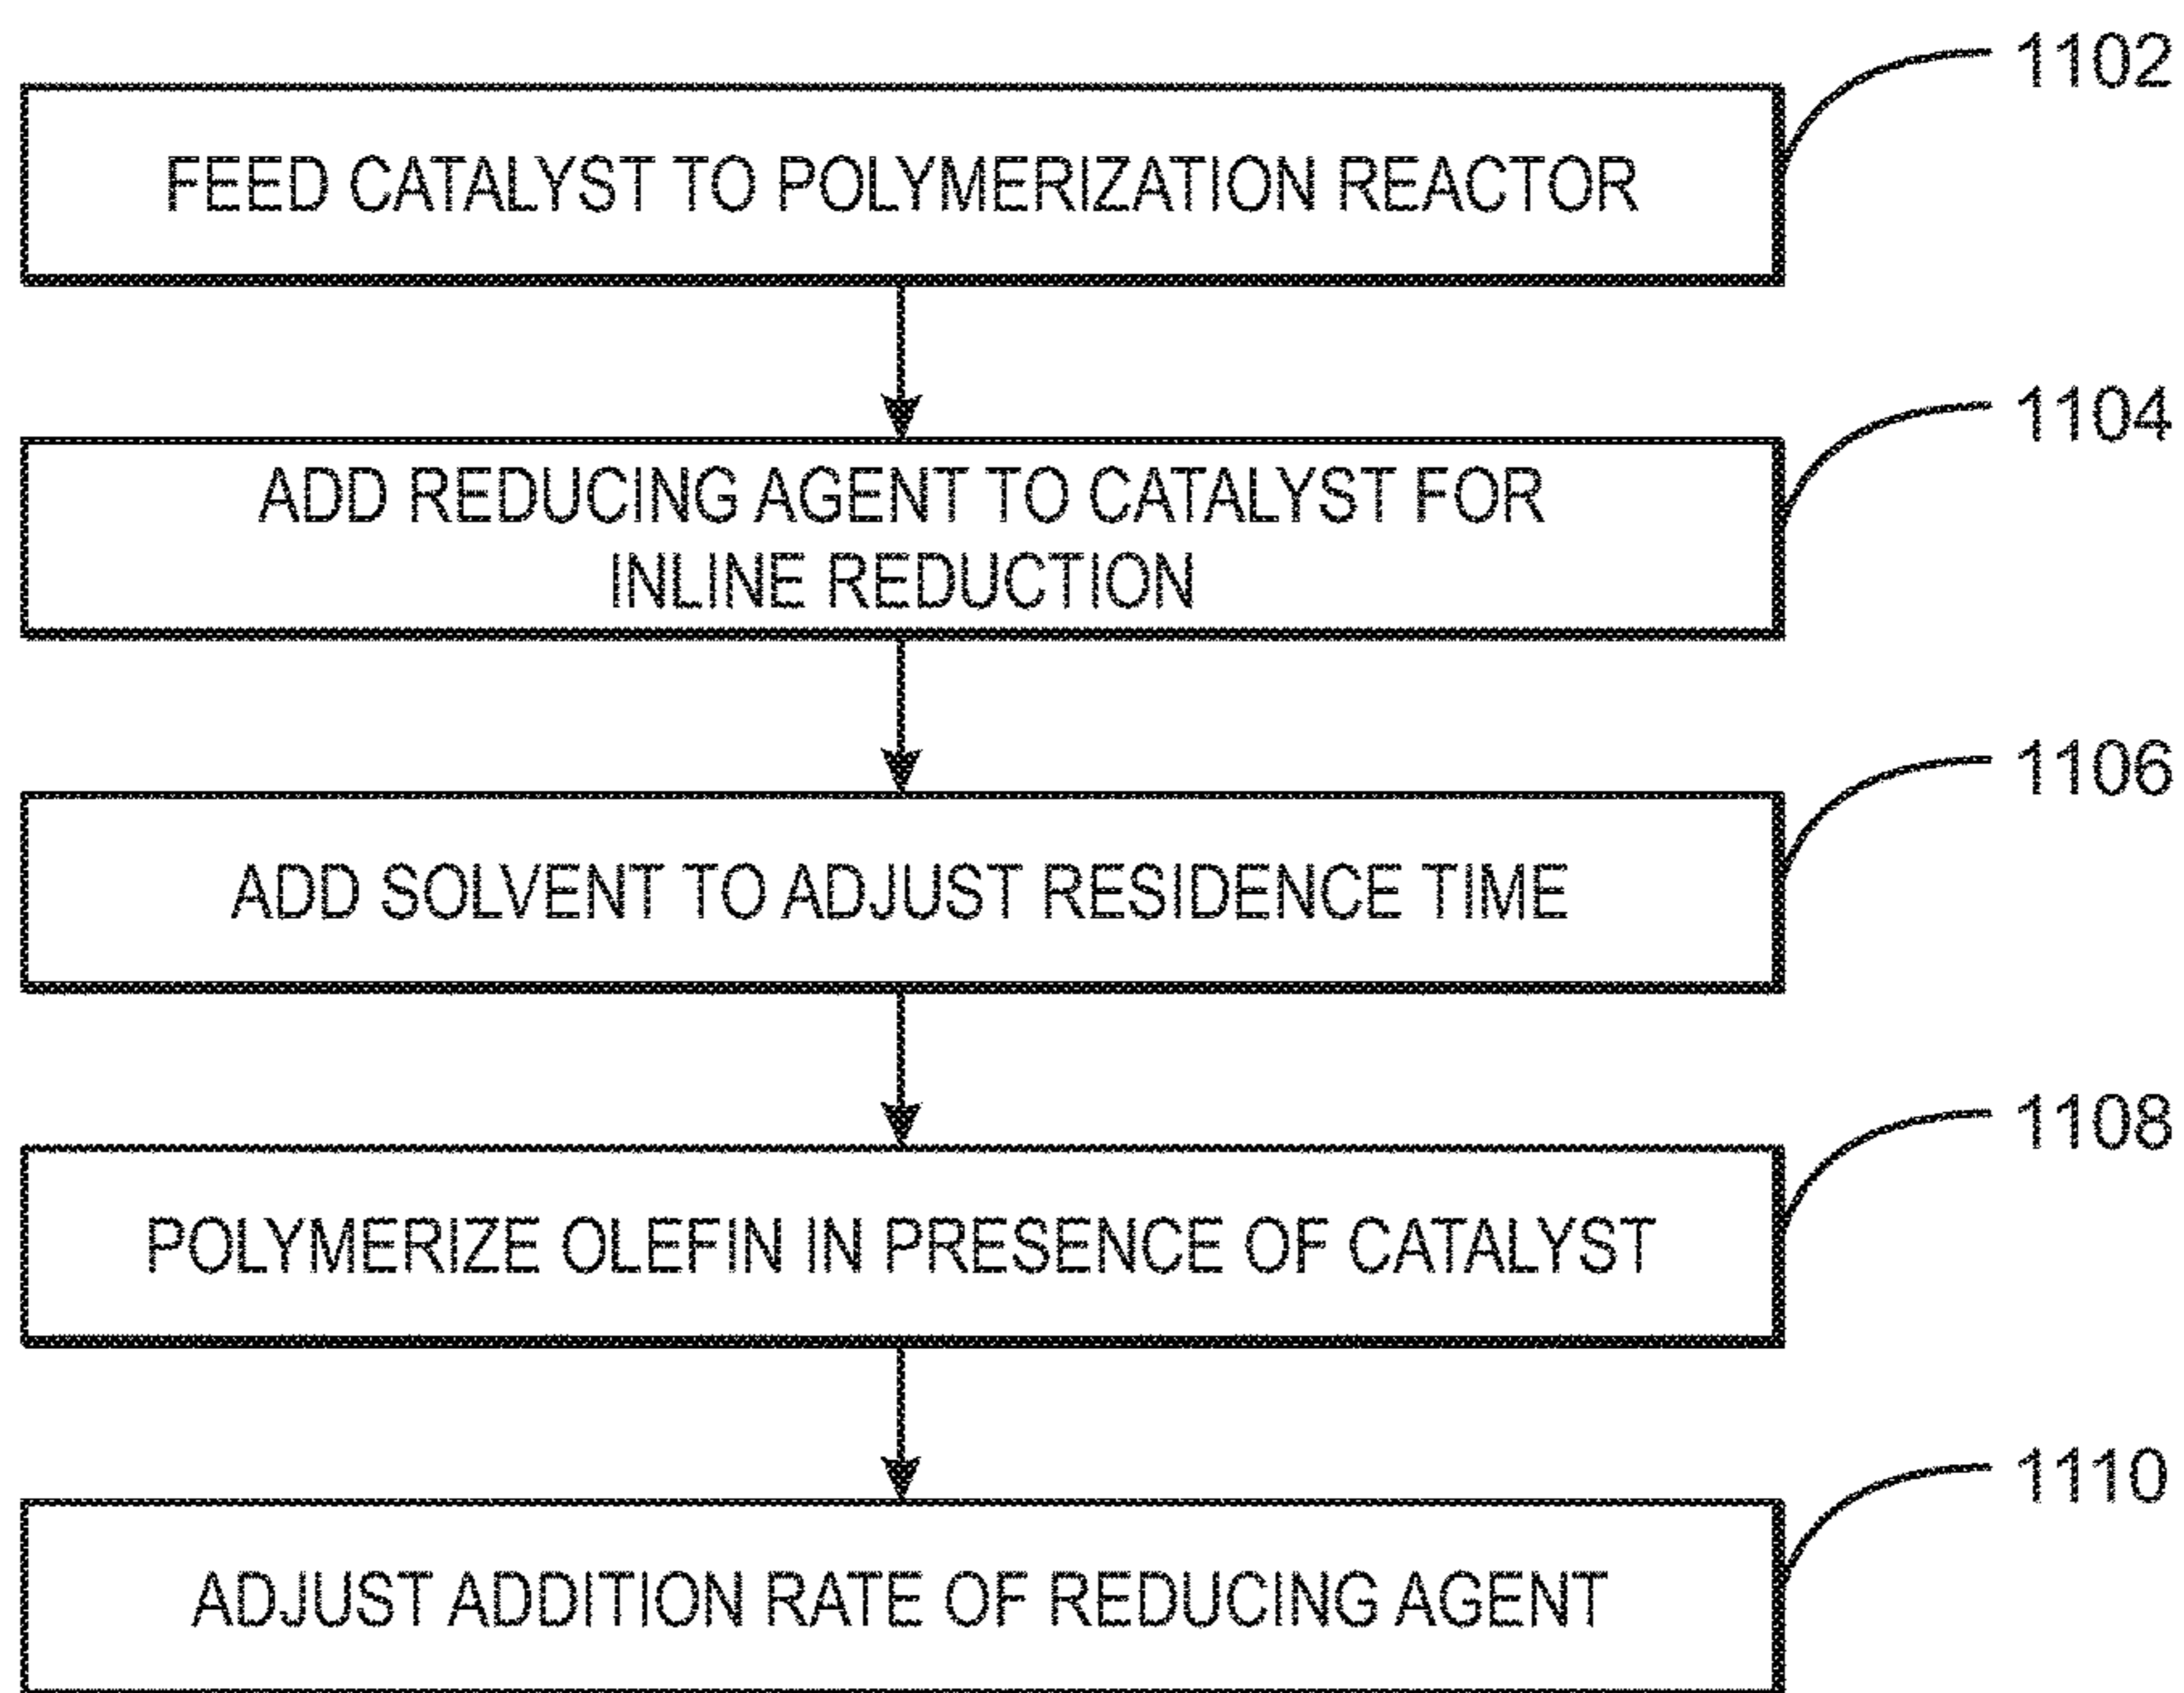 1102
FEED CATALYST TO POLYMERIZATION REACTOR
1104
ADD REDUCING AGENT TO CATALYST FOR
INLINE REDUCTION
1106
ADD SOLVENT TO ADJUST RESIDENCE TIME
1108
POLYMERIZE OLEFIN IN PRESENCE OF CATALYST
1110
ADJUST ADDITION RATE OF REDUCING AGENT